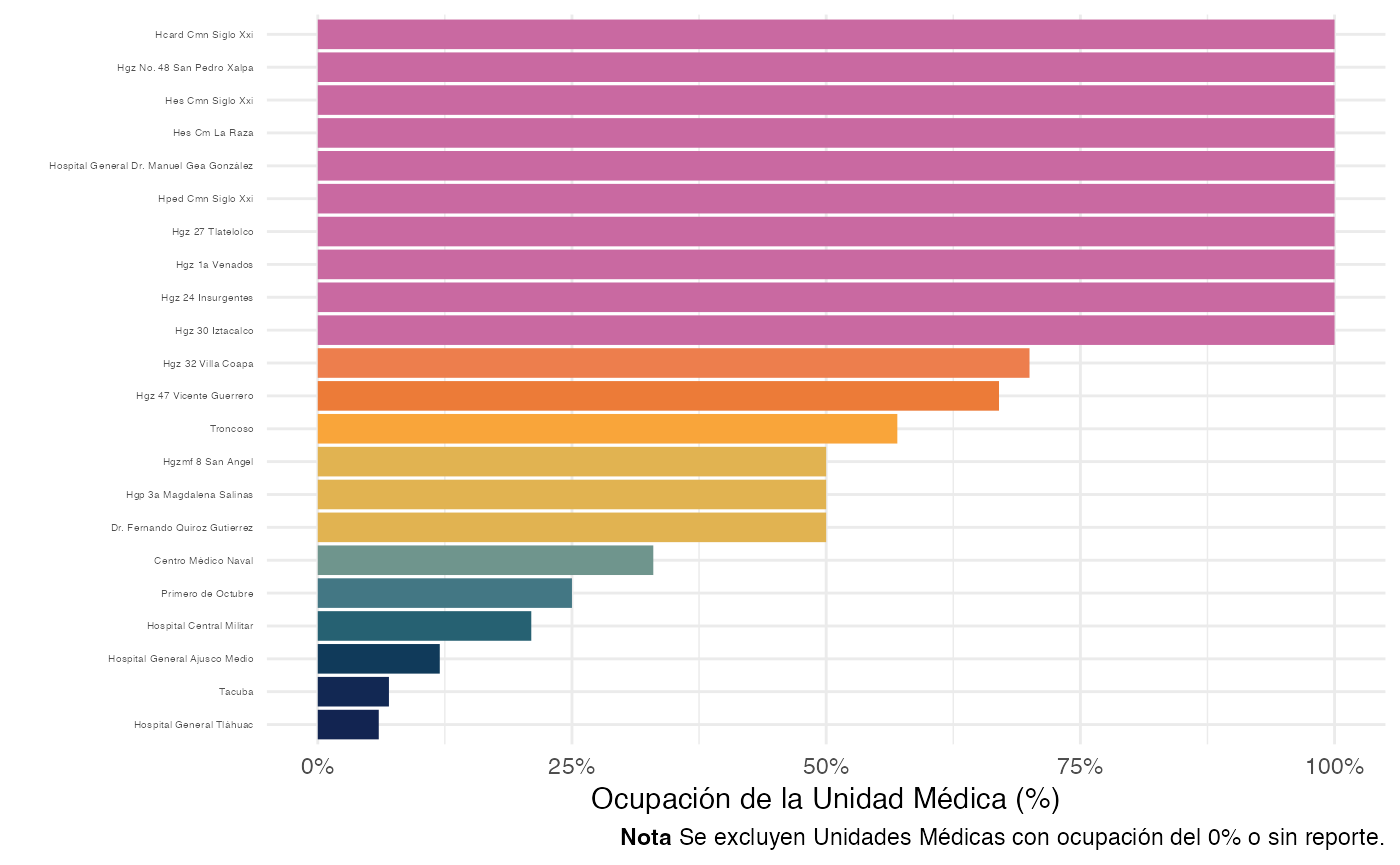 Hcard Cmn Siglo Xxi
Hgz No. 48 San Pedro Xalpa
Hes Cmn Siglo Xxi
Hes Cm La Raza
Hospital General Dr. Manuel Gea González
Hped Cmn Siglo Xxi
Hgz 27 Tlatelolco
Hgz 1a Venados
Hgz 24 Insurgentes
Hgz 30 Iztacalco
Hgz 32 Villa Coapa
Hgz 47 Vicente Guerrero
Troncoso
Hgzmf 8 San Angel
Hgp 3a Magdalena Salinas
Dr. Fernando Quiroz Gutierrez
Centro Médico Naval
Primero de Octubre
Hospital Central Militar
Hospital General Ajusco Medio
Tacuba
Hospital General Tláhuac
0% 25% 50% 75% 100%
Ocupación de la Unidad Médica (%)
Nota Se excluyen Unidades Médicas con ocupación del 0% o sin reporte.